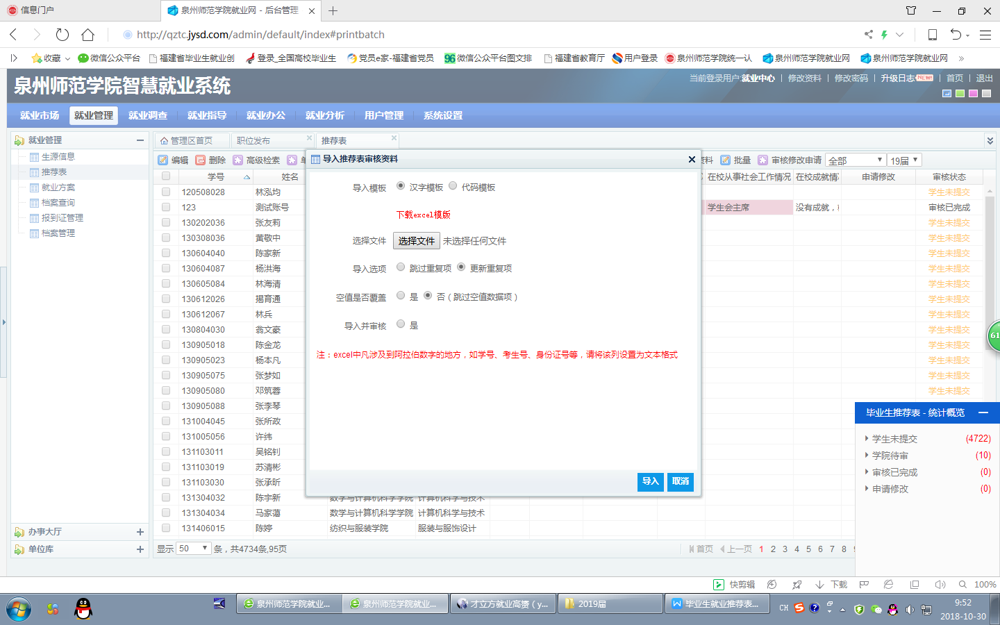 信息门户
泉州师范学院就业网 - 后台管理
http://qztc.jysd.com/admin/default/index#printbatch
收藏 微信公众平台 福建省毕业生就业创 登录_全国高校毕业生 党员e家-福建省党员 微信公众平台图文排 福建省教育厅 用户登录 泉州师范学院统一认 泉州师范学院就业网 泉州师范学院就业网 »
泉州师范学院智慧就业系统
当前登录用户:就业中心 | 修改资料 | 修改密码 | 升级日志NEW! | 首页 | 退出
就业市场 就业管理 就业调查 就业指导 就业办公 就业分析 用户管理 系统设置
就业管理
生源信息
推荐表
就业方案
档案查询
报到证管理
档案管理
办事大厅
单位库
管理区首页 职位发布 推荐表
编辑 删除 高级检索 批量 审核修改申请 全部 19届
学号 姓名 在校从事社会工作情况 在校成就情 申请修改 审核状态
120508028 林泓均 学生未提交
123 测试账号 学生会主席 没有成就， 审核已完成
130202036 张友莉 学生未提交
130308036 黄敬中 学生未提交
130604040 陈家新 学生未提交
130604087 杨洪海 学生未提交
130605084 林海清 学生未提交
130612026 揭育通 学生未提交
130612067 林兵 学生未提交
130804030 翁文豪 学生未提交
130905018 陈金龙 学生未提交
130905023 杨本凡 学生未提交
130905075 张梦如 学生未提交
130905080 邓筑蓉 学生未提交
130905088 张李琴
131004045 张所政
131005056 许纬
131103011 吴铭钊
131103019 苏清彬
131103030 张承昕
131304032 陈宇新 数学与计算机科学学院 计算机科学与技术
131304034 马家蔼 数学与计算机科学学院 计算机科学与技术
131406015 陈婷 纺织与服装学院 服装与服饰设计
显示 50 条，共4734条,95页
首页 上一页 1 2 3 4 5 6 7 8
导入推荐表审核资料
导入模板 汉字模板 代码模板
下载excel模版
选择文件 选择文件 未选择任何文件
导入选项 跳过重复项 更新重复项
空值是否覆盖 是 否（跳过空值数据项）
导入并审核 是
注：excel中凡涉及到阿拉伯数字的地方，如学号、考生号、身份证号等，请将该列设置为文本格式
导入 取消
61
毕业生推荐表 - 统计概览
学生未提交 (4722)
学院待审 (10)
审核已完成 (0)
申请修改 (0)
快剪辑 下载 100%
泉州师范学院就业... 泉州师范学院就业... 才立方就业高赟（y... 2019届 毕业生就业推荐表...
CH
9:52
2018-10-30